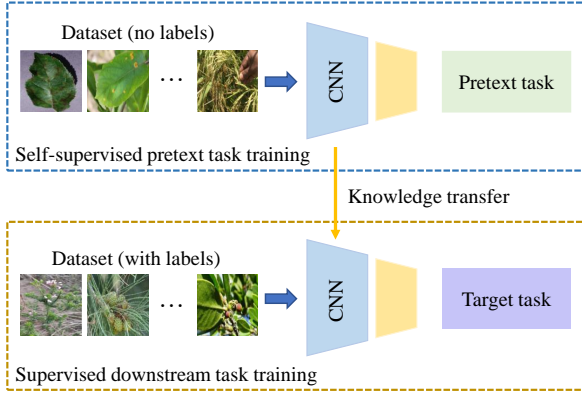 Dataset (no labels)
...
CNN
Pretext task
Self-supervised pretext task training
Knowledge transfer
Dataset (with labels)
...
CNN
Target task
Supervised downstream task training